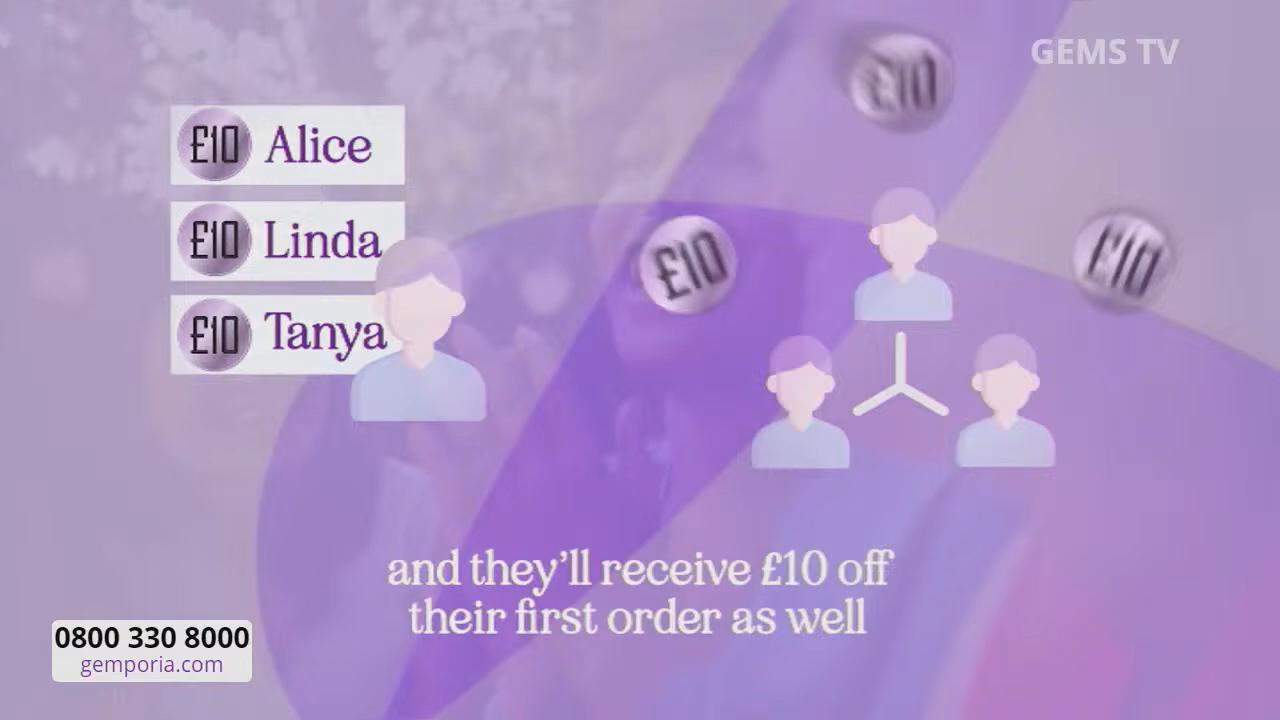 GEMS TV
£10
£10 Alice
£10 Linda
£10 Tanya
£10
£10
and they'll receive £10 off
their first order as well
0800 330 8000
gemporia.com